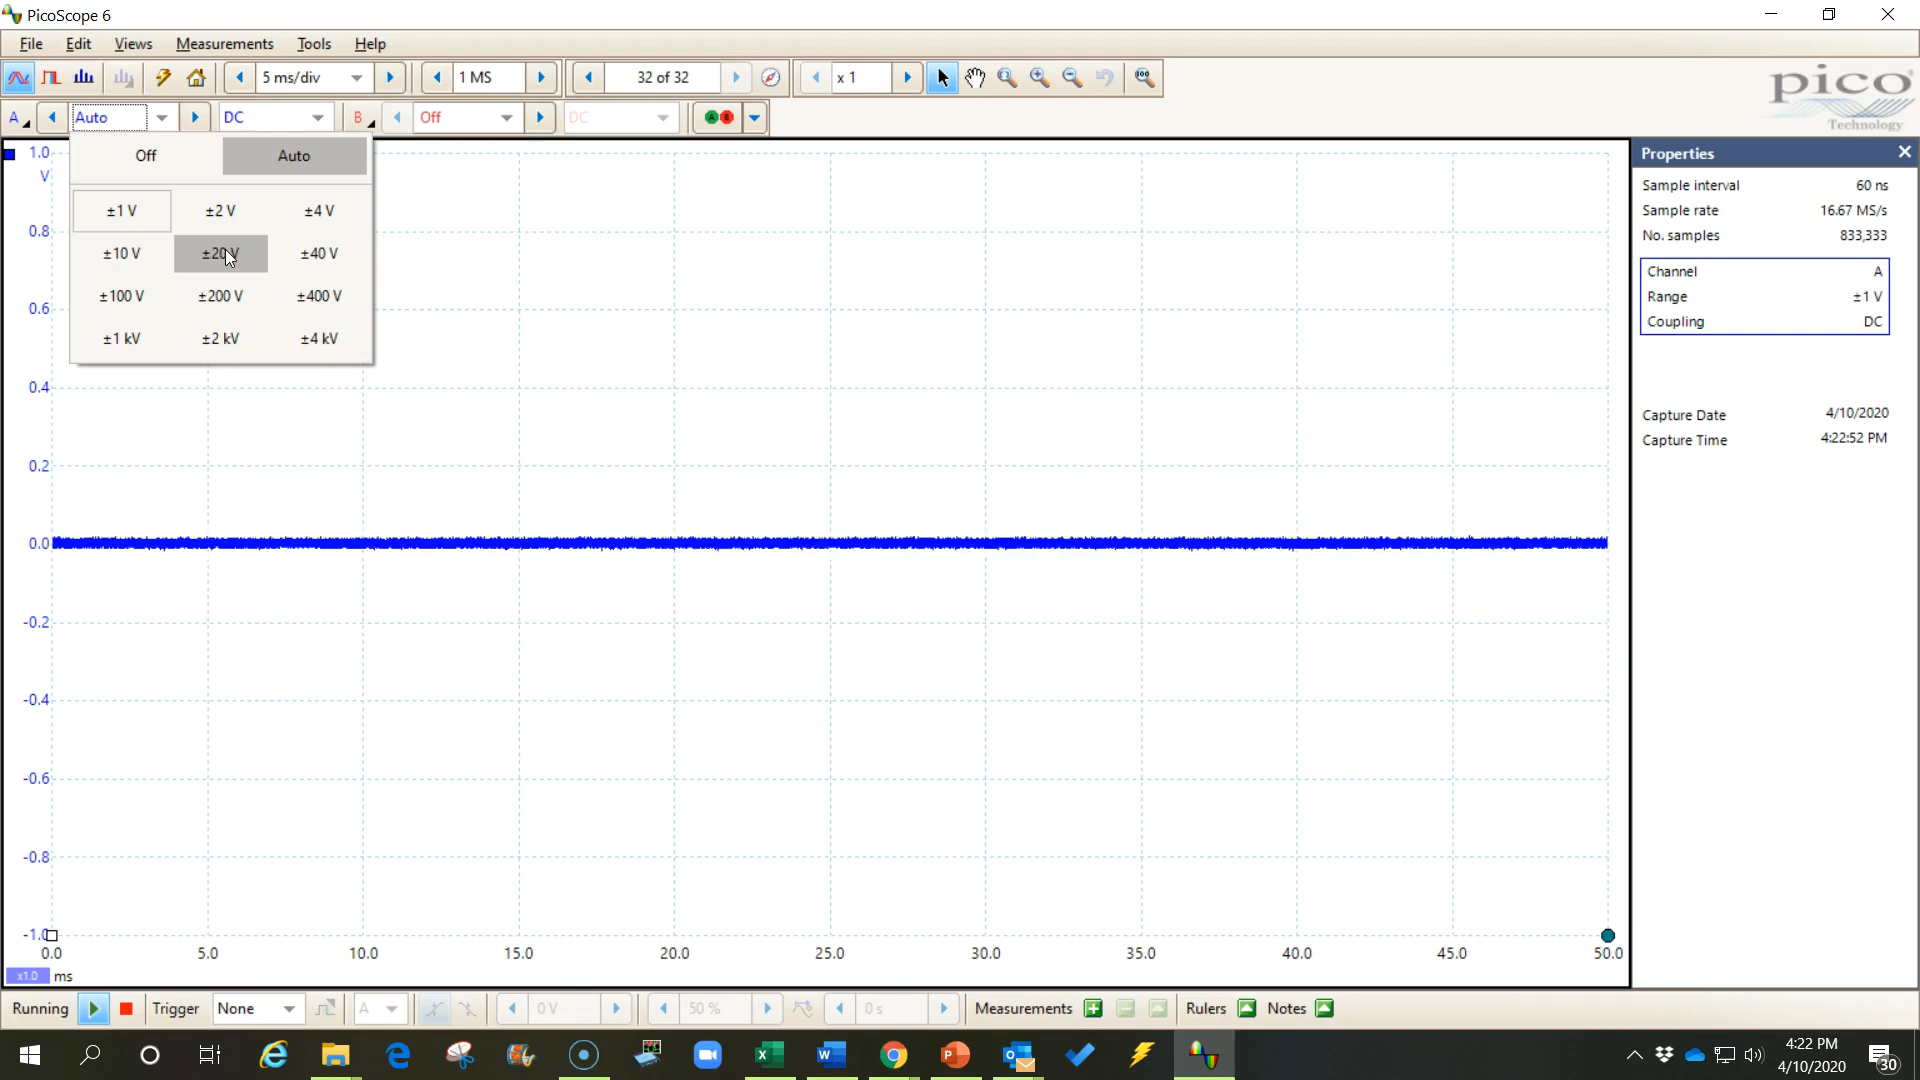 PicoScope 6
File Edit Views Measurements Tools Help
5 ms/div 1 MS 32 of 32 x 1
A Auto DC B Off DC
pico
Technology
Off Auto
±1 V ±2 V ±4 V
±10 V ±20 V ±40 V
±100 V ±200 V ±400 V
±1 kV ±2 kV ±4 kV
1.0
V
0.8
0.6
0.4
0.2
0.0
-0.2
-0.4
-0.6
-0.8
-1.0
0.0 5.0 10.0 15.0 20.0 25.0 30.0 35.0 40.0 45.0 50.0
x1.0 ms
Properties
Sample interval 60 ns
Sample rate 16.67 MS/s
No. samples 833,333
Channel A
Range ±1 V
Coupling DC
Capture Date 4/10/2020
Capture Time 4:22:52 PM
Running Trigger None A 0 V 50 % 0 s Measurements Rulers Notes
4:22 PM
4/10/2020
30